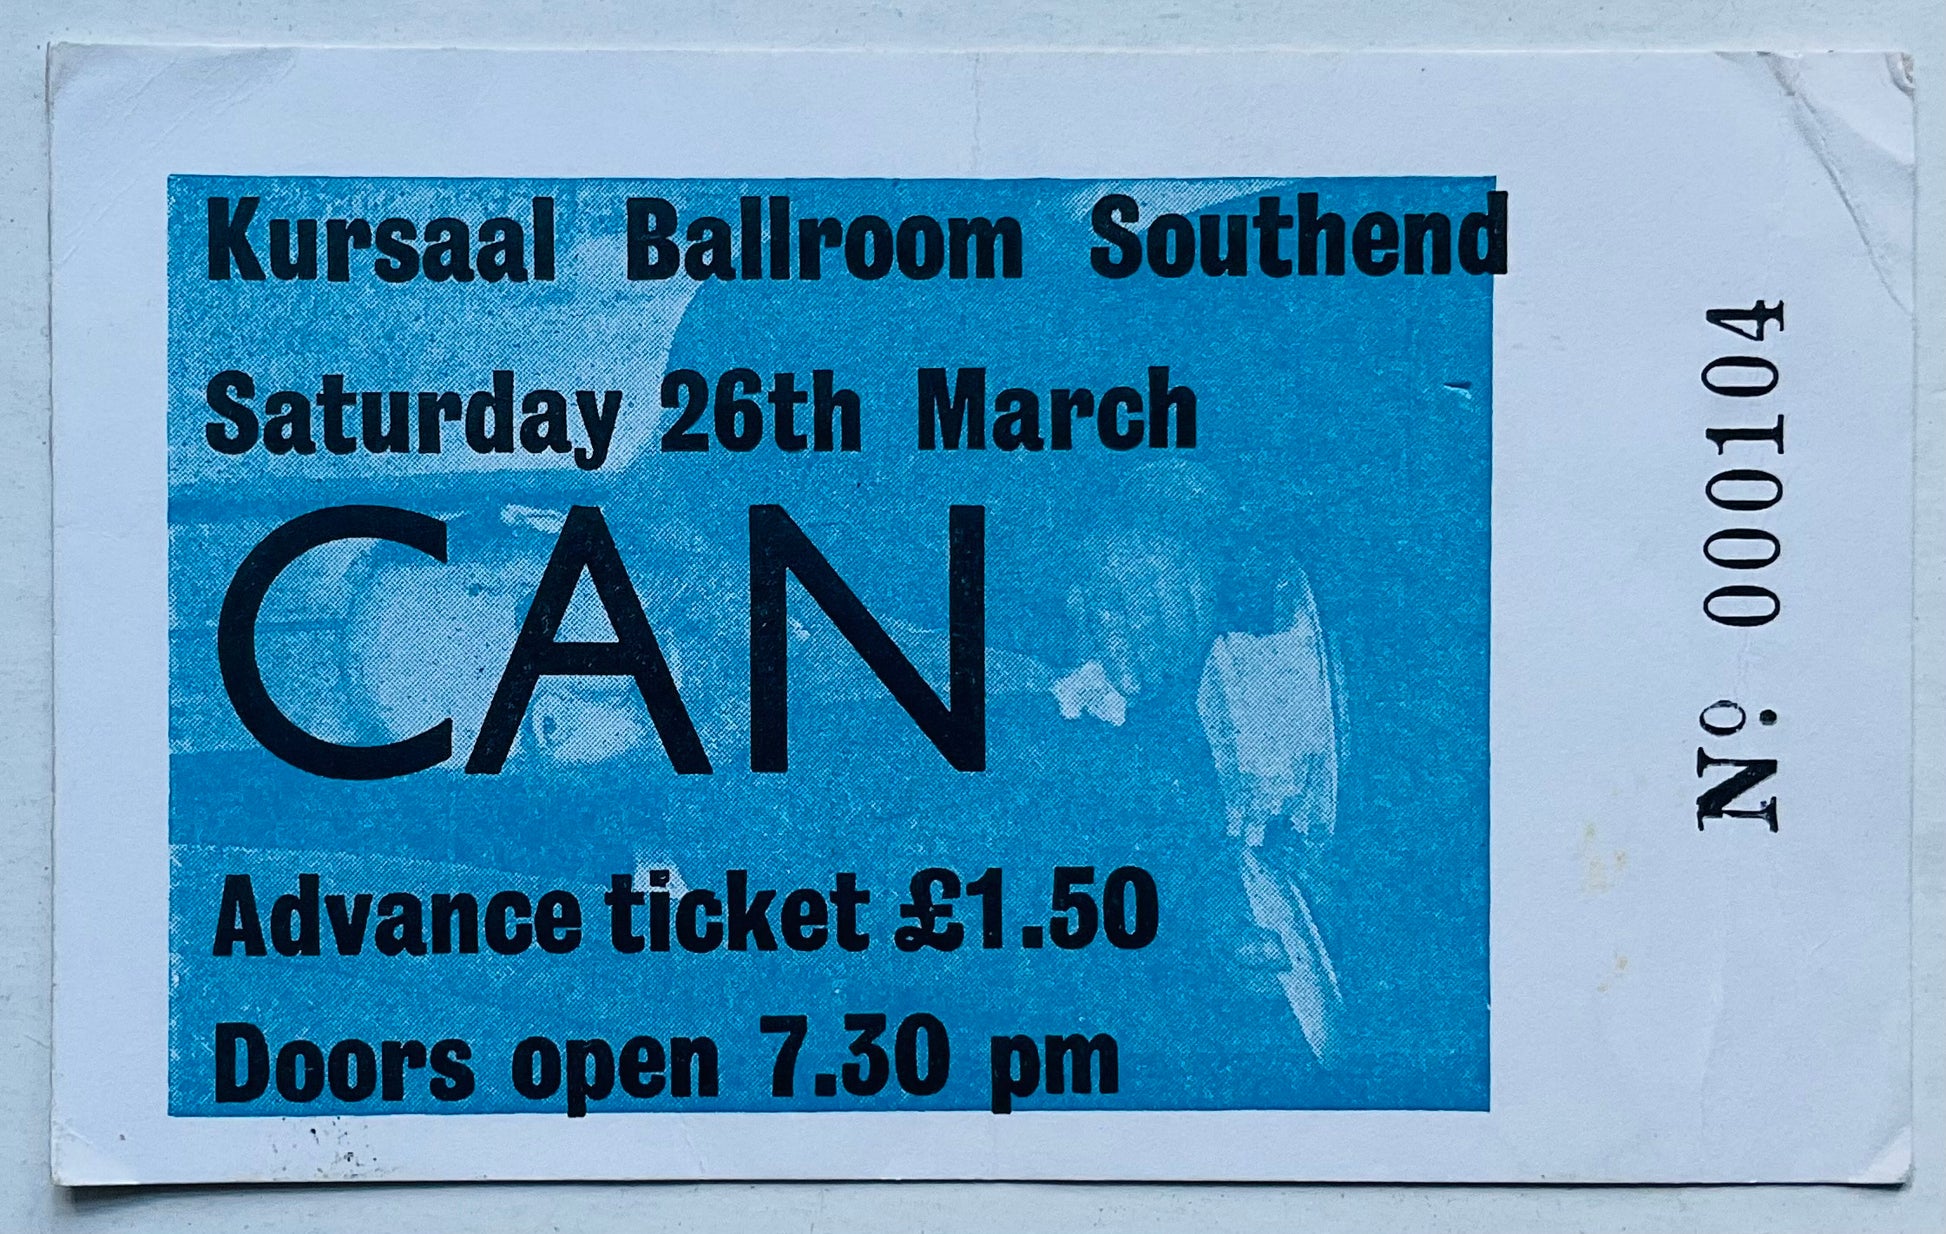 Kursaal Ballroom Southend
Saturday 26th March
CAN
Advance ticket £1.50
Doors open 7.30 pm
Nº. 000104